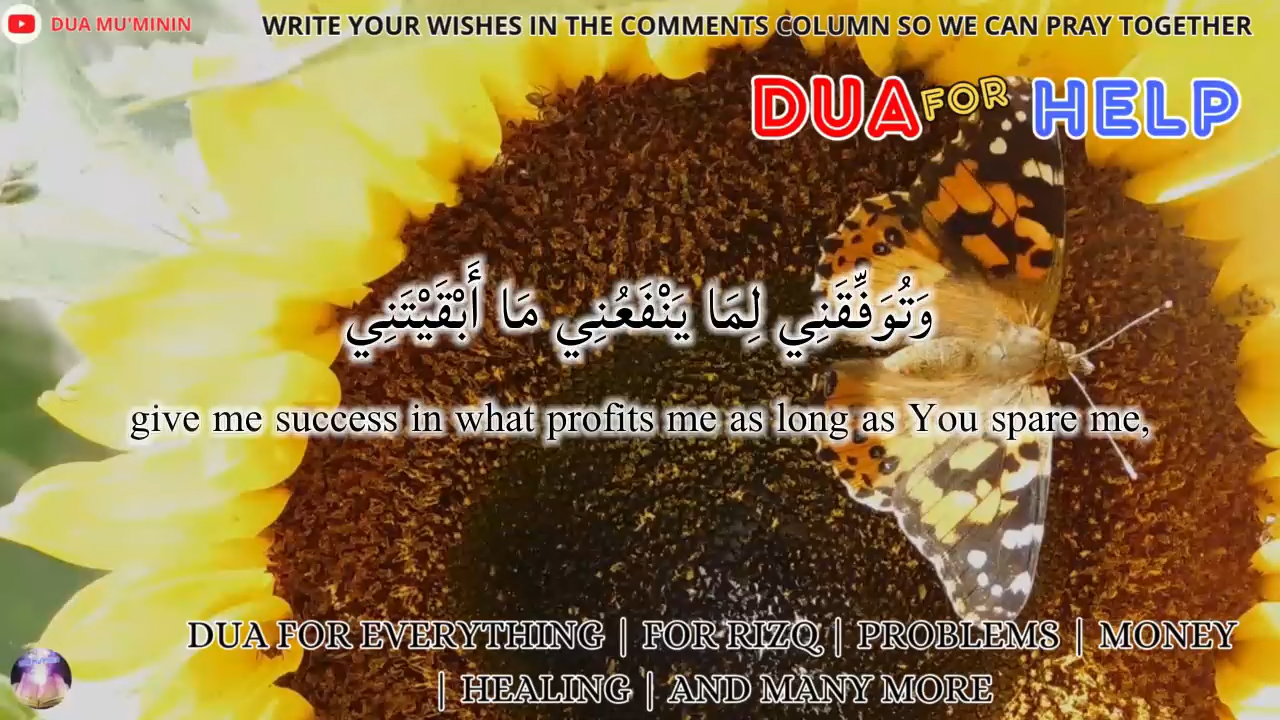 DUA MU'MININ
WRITE YOUR WISHES IN THE COMMENTS COLUMN SO WE CAN PRAY TOGETHER
DUA FOR HELP
وَتُوَفِّقَنِي لِمَا يَنْفَعُنِي مَا أَبْقَيْتَنِي
give me success in what profits me as long as You spare me,
DUA FOR EVERYTHING | FOR RIZQ | PROBLEMS | MONEY
| HEALING | AND MANY MORE